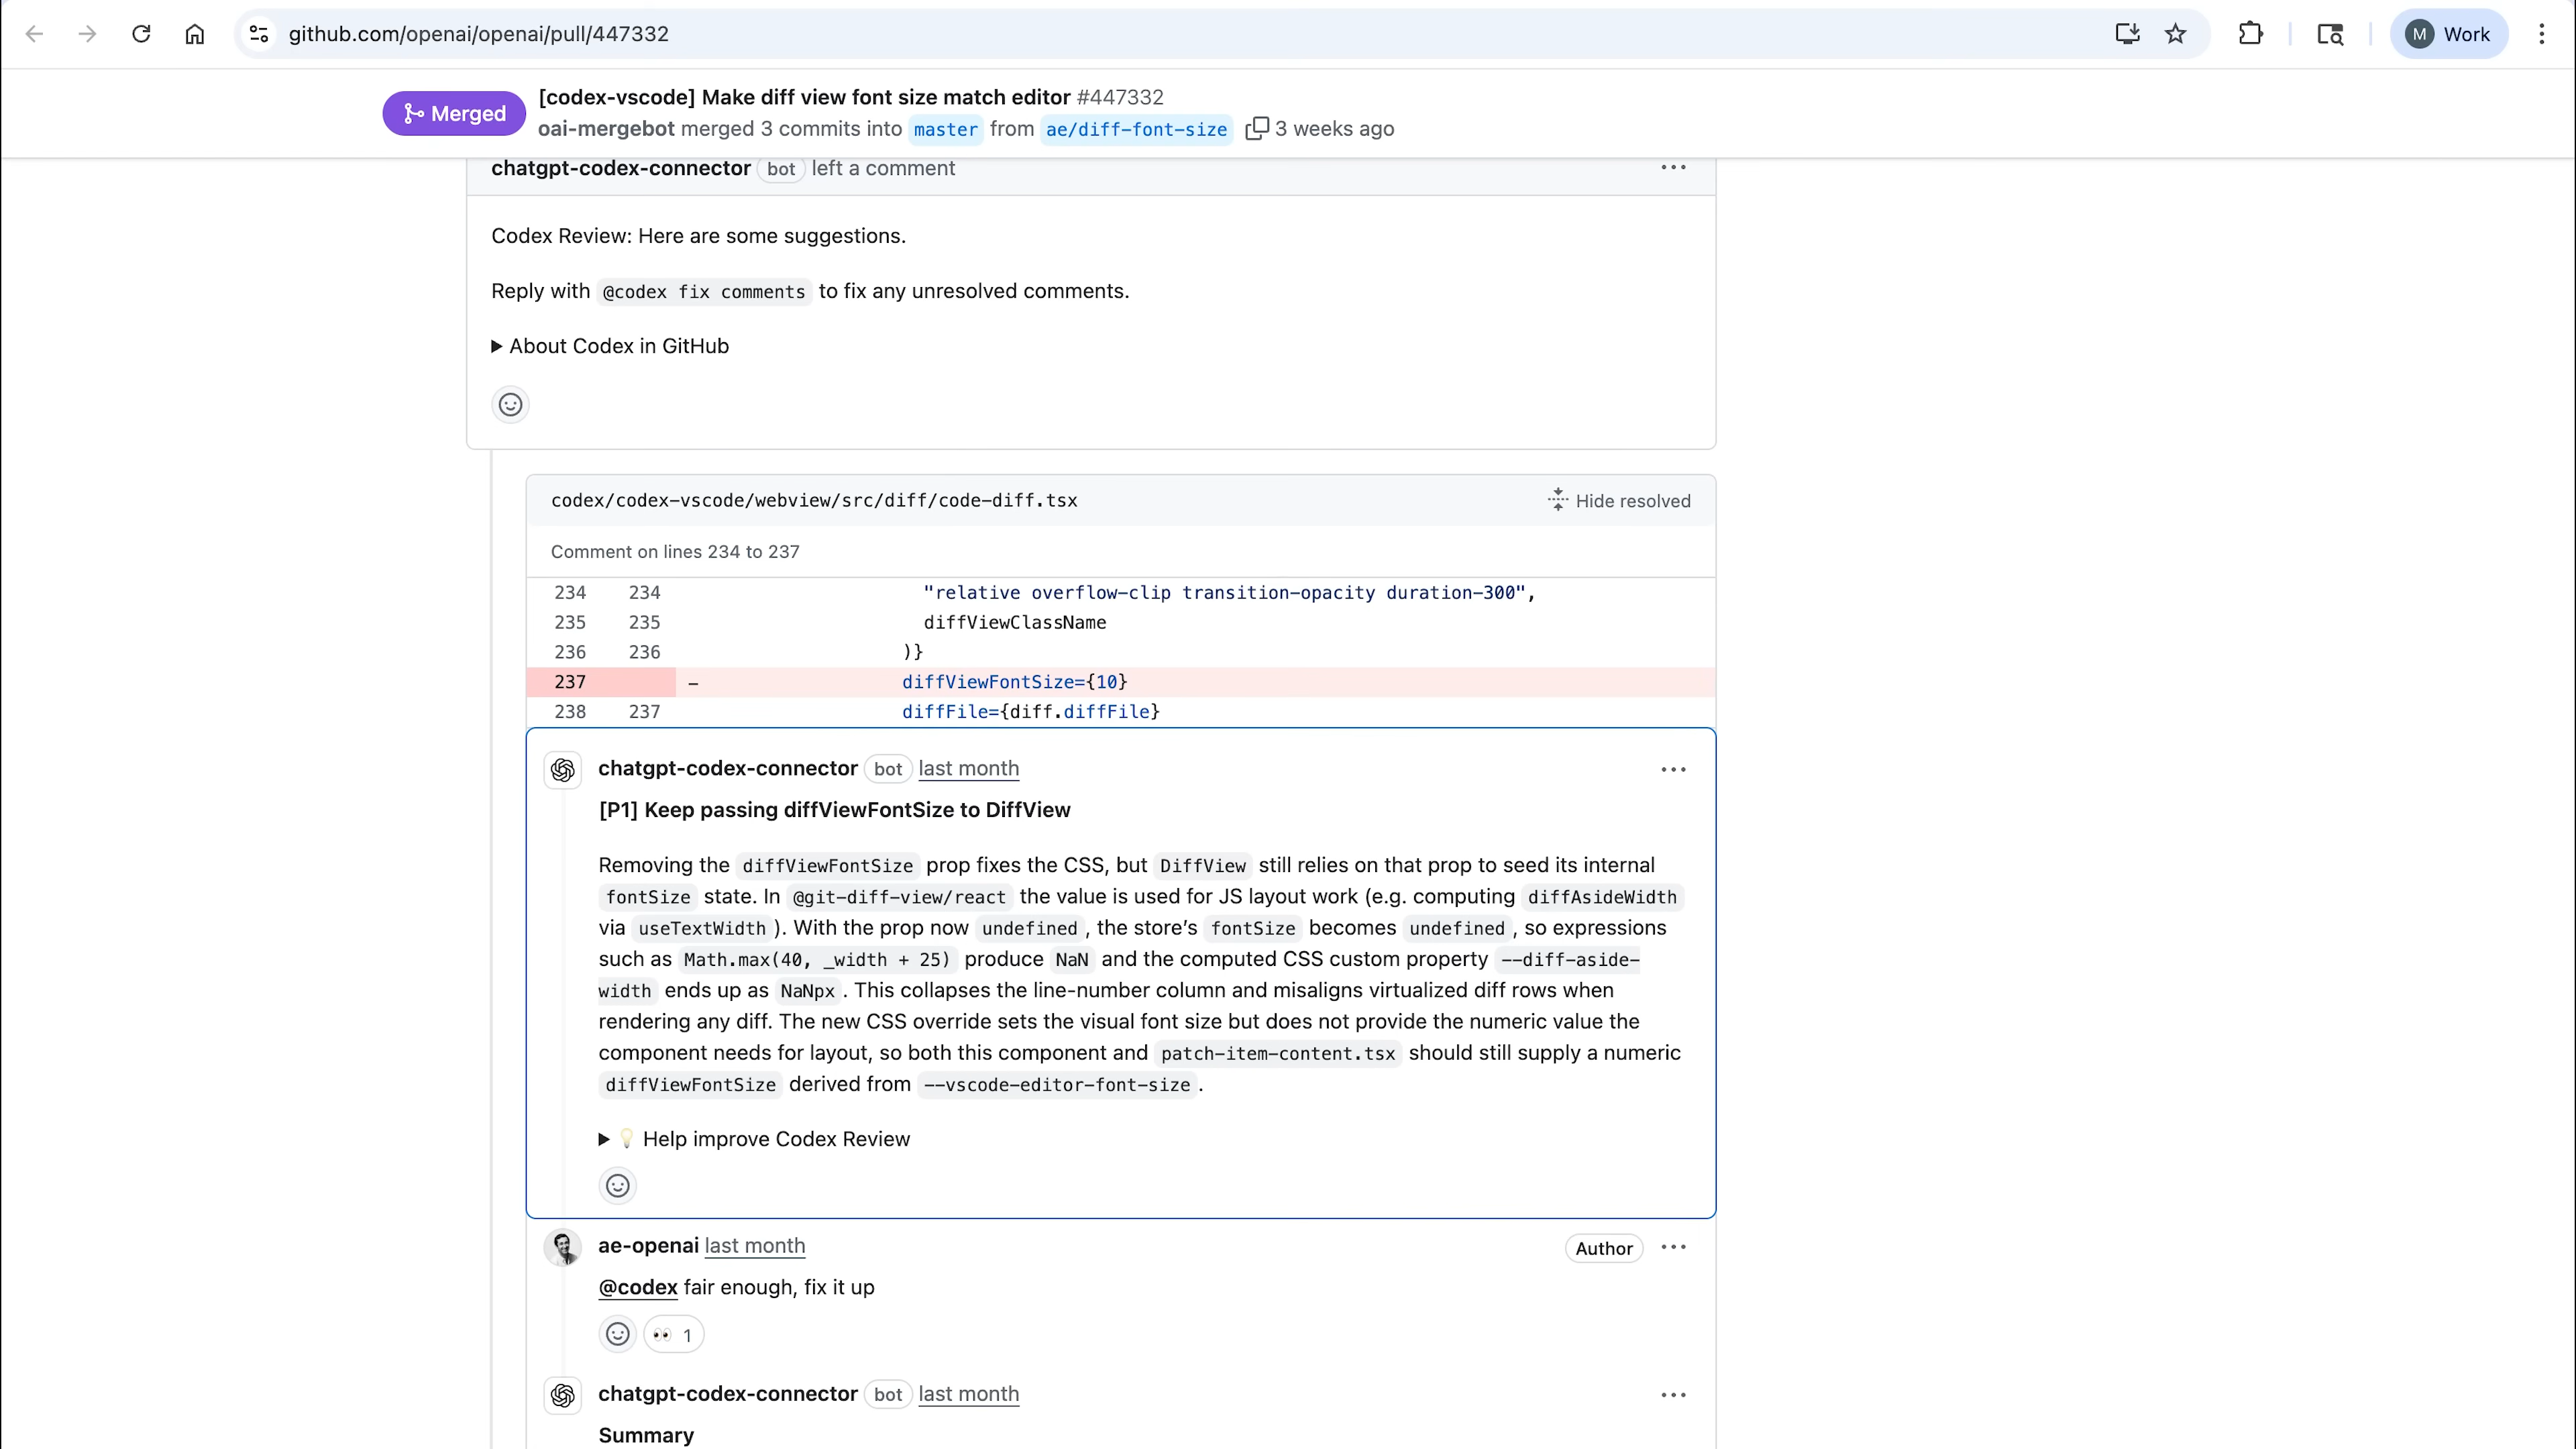 github.com/openai/openai/pull/447332
M Work
Merged
[codex-vscode] Make diff view font size match editor #447332
oai-mergebot merged 3 commits into master from ae/diff-font-size 3 weeks ago
chatgpt-codex-connector bot left a comment
Codex Review: Here are some suggestions.
Reply with @codex fix comments to fix any unresolved comments.
About Codex in GitHub
codex/codex-vscode/webview/src/diff/code-diff.tsx Hide resolved
Comment on lines 234 to 237
234 234 "relative overflow-clip transition-opacity duration-300",
235 235 diffViewClassName
236 236 )}
237 - diffViewFontSize={10}
238 237 diffFile={diff.diffFile}
chatgpt-codex-connector bot last month
[P1] Keep passing diffViewFontSize to DiffView
Removing the diffViewFontSize prop fixes the CSS, but DiffView still relies on that prop to seed its internal
fontSize state. In @git-diff-view/react the value is used for JS layout work (e.g. computing diffAsideWidth
via useTextWidth ). With the prop now undefined , the store’s fontSize becomes undefined , so expressions
such as Math.max(40, _width + 25) produce NaN and the computed CSS custom property --diff-aside-
width ends up as NaNpx . This collapses the line-number column and misaligns virtualized diff rows when
rendering any diff. The new CSS override sets the visual font size but does not provide the numeric value the
component needs for layout, so both this component and patch-item-content.tsx should still supply a numeric
diffViewFontSize derived from --vscode-editor-font-size .
Help improve Codex Review
ae-openai last month Author
@codex fair enough, fix it up
1
chatgpt-codex-connector bot last month
Summary